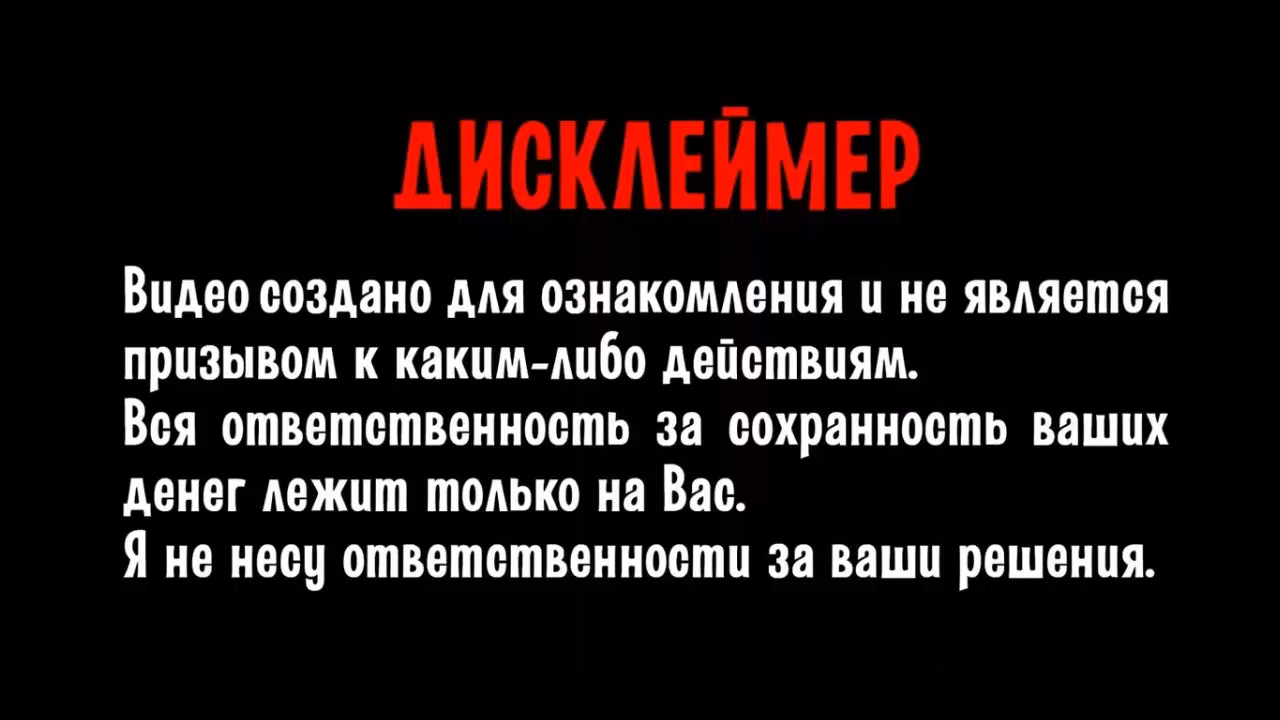 ДИСКЛЕЙМЕР
Видео создано для ознакомления и не является
призывом к каким-либо действиям.
Вся ответственность за сохранность ваших
денег лежит только на Вас.
Я не несу ответственности за ваши решения.